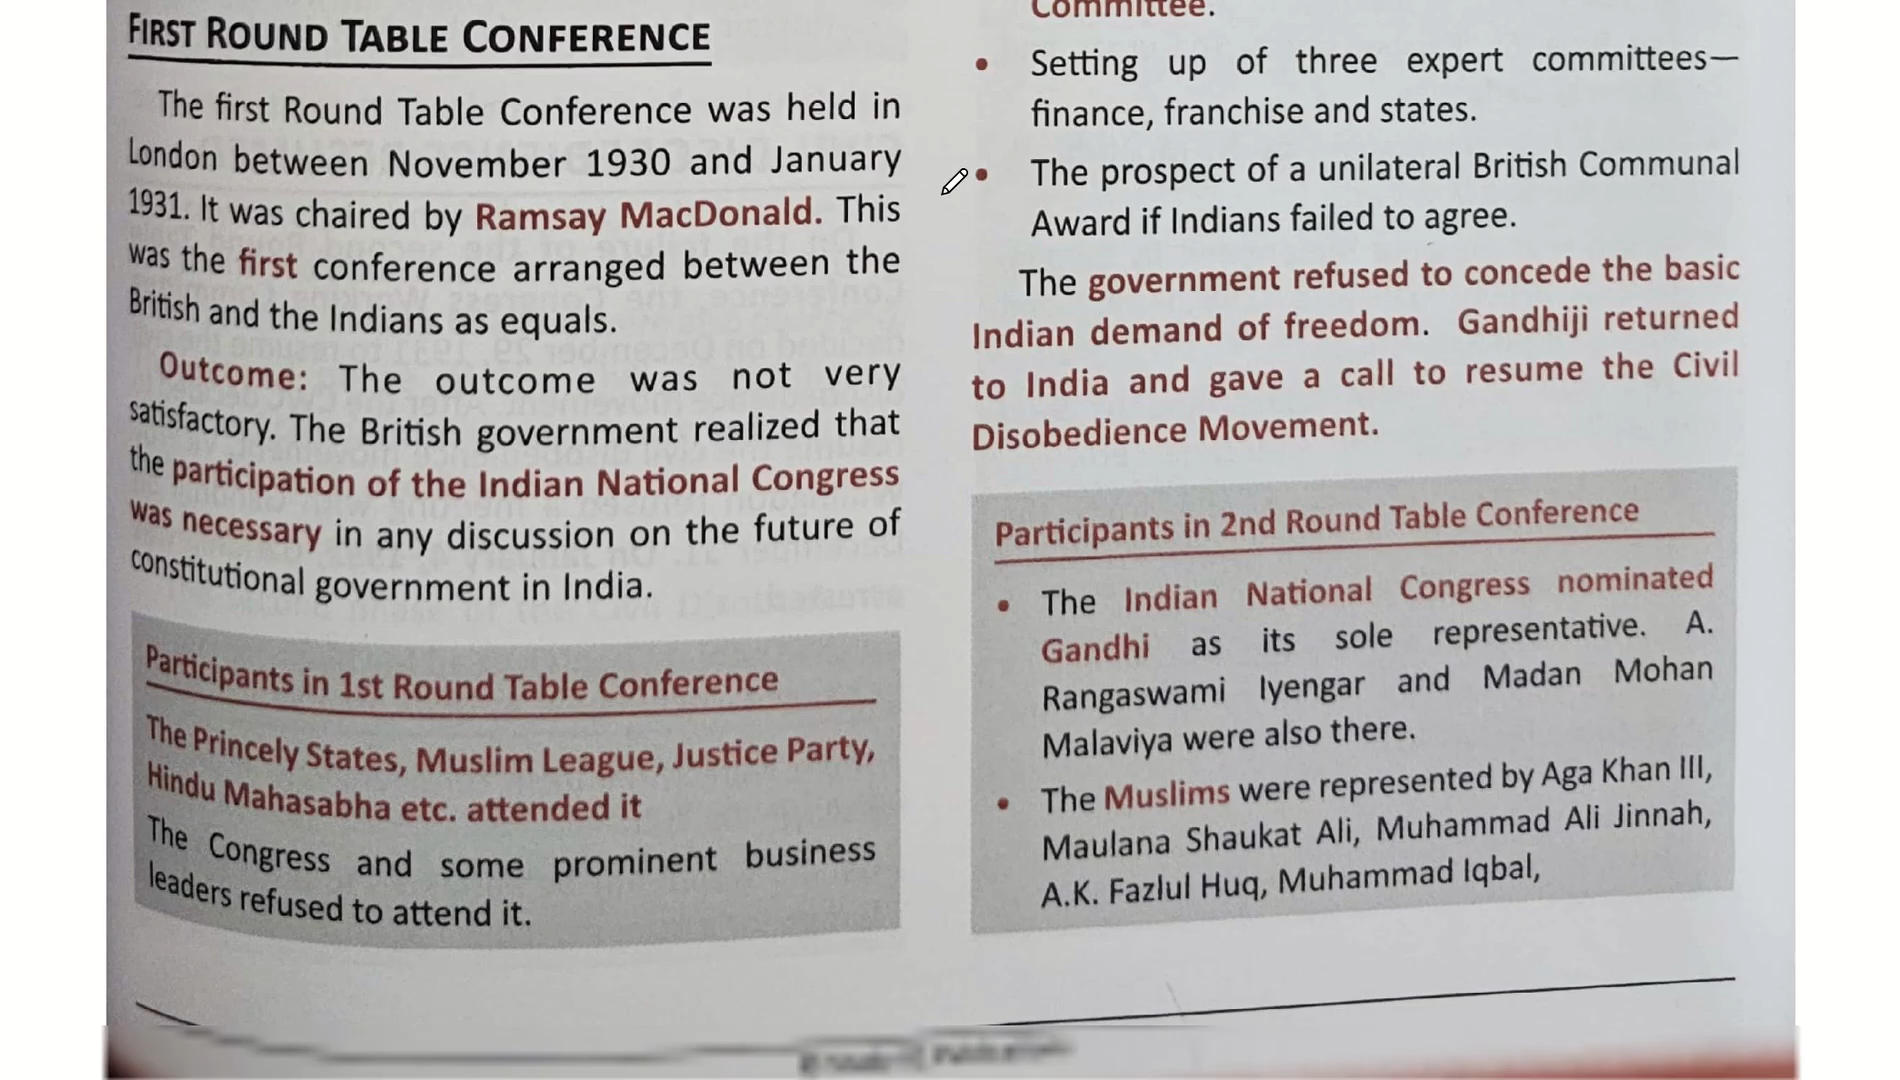 FIRST ROUND TABLE CONFERENCE
The first Round Table Conference was held in
London between November 1930 and January
1931. It was chaired by Ramsay MacDonald. This
was the first conference arranged between the
British and the Indians as equals.
Outcome: The outcome was not very
satisfactory. The British government realized that
the participation of the Indian National Congress
was necessary in any discussion on the future of
constitutional government in India.
Participants in 1st Round Table Conference
The Princely States, Muslim League, Justice Party,
Hindu Mahasabha etc. attended it
The Congress and some prominent business
leaders refused to attend it.
Committee.
• Setting up of three expert committees—
finance, franchise and states.
• The prospect of a unilateral British Communal
Award if Indians failed to agree.
The government refused to concede the basic
Indian demand of freedom. Gandhiji returned
to India and gave a call to resume the Civil
Disobedience Movement.
Participants in 2nd Round Table Conference
• The Indian National Congress nominated
Gandhi as its sole representative. A.
Rangaswami Iyengar and Madan Mohan
Malaviya were also there.
• The Muslims were represented by Aga Khan III,
Maulana Shaukat Ali, Muhammad Ali Jinnah,
A.K. Fazlul Huq, Muhammad Iqbal,